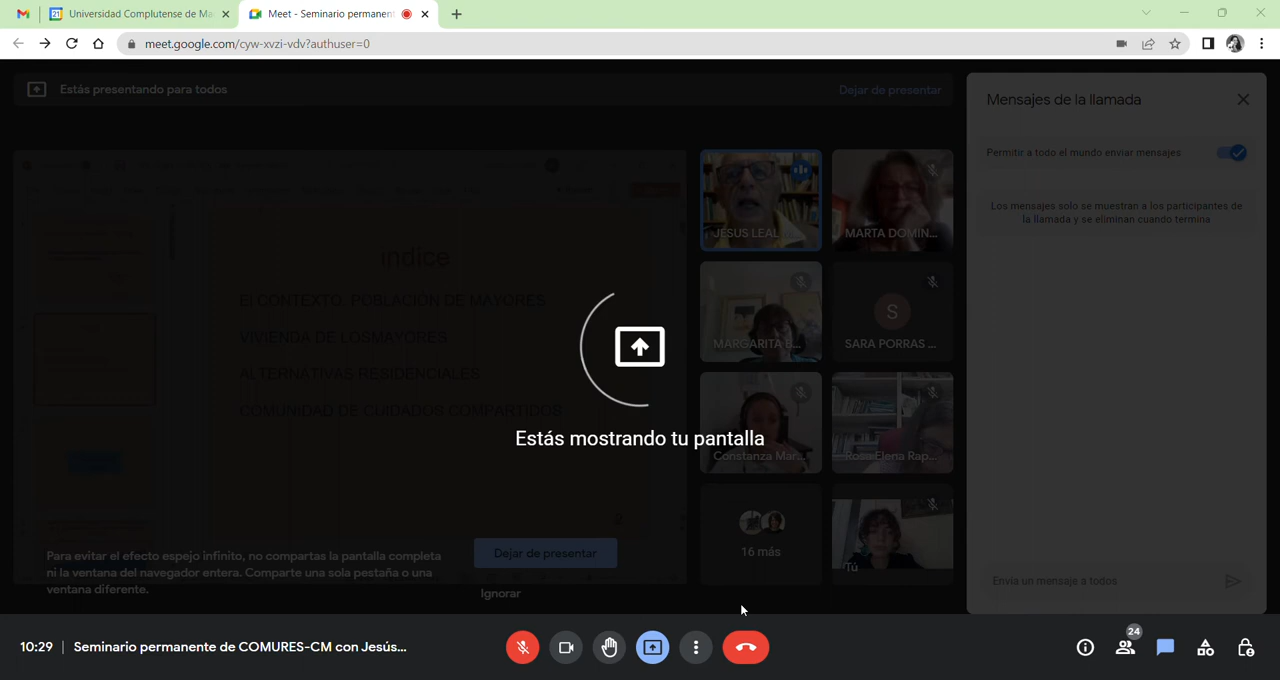 Universidad Complutense de Ma
Meet - Seminario permanent
meet.google.com/cyw-xvzi-vdv?authuser=0
Estás presentando para todos
Dejar de presentar
Mensajes de la llamada
Permitir a todo el mundo enviar mensajes
Los mensajes solo se muestran a los participantes de
la llamada y se eliminan cuando termina
indice
El CONTEXTO: POBLACIÓN DE MAYORES
VIVIENDA DE LOSMAYORES
ALTERNATIVAS RESIDENCIALES
COMUNIDAD DE CUIDADOS COMPARTIDOS
JESUS LEAL
MARTA DOMIN...
MARGARITA B...
S
SARA PORRAS ...
Constanza Mar...
Rosa Elena Rap...
16 más
Tú
Estás mostrando tu pantalla
Para evitar el efecto espejo infinito, no compartas la pantalla completa
ni la ventana del navegador entera. Comparte una sola pestaña o una
ventana diferente.
Dejar de presentar
Ignorar
Envía un mensaje a todos
10:29 | Seminario permanente de COMURES-CM con Jesús...
24